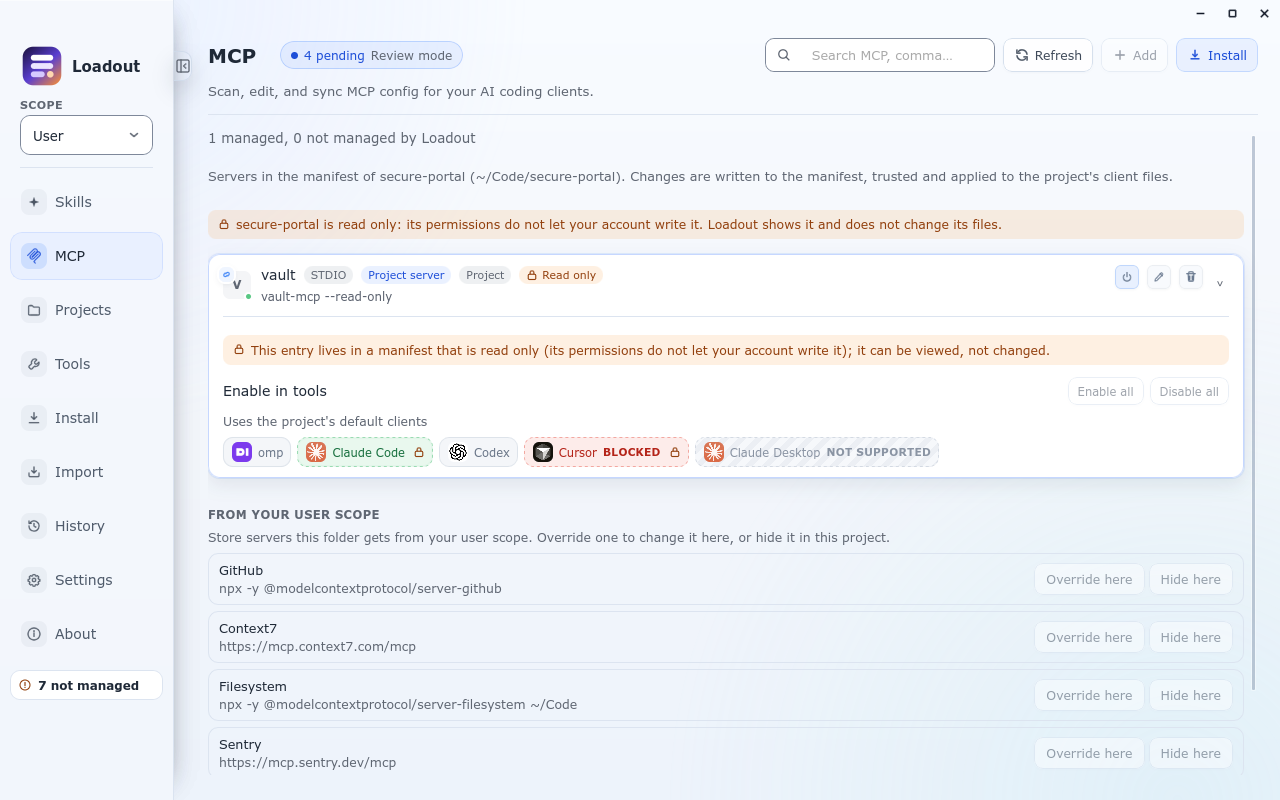 Loadout
SCOPE
User
Skills
MCP
Projects
Tools
Install
Import
History
Settings
About
7 not managed
MCP
4 pending Review mode
Search MCP, comma…
Refresh
Add
Install
Scan, edit, and sync MCP config for your AI coding clients.
1 managed, 0 not managed by Loadout
Servers in the manifest of secure-portal (~/Code/secure-portal). Changes are written to the manifest, trusted and applied to the project's client files.
secure-portal is read only: its permissions do not let your account write it. Loadout shows it and does not change its files.
V
vault STDIO Project server Project Read only
vault-mcp --read-only
This entry lives in a manifest that is read only (its permissions do not let your account write it); it can be viewed, not changed.
Enable in tools
Enable all Disable all
Uses the project's default clients
omp Claude Code Codex Cursor BLOCKED Claude Desktop NOT SUPPORTED
FROM YOUR USER SCOPE
Store servers this folder gets from your user scope. Override one to change it here, or hide it in this project.
GitHub
npx -y @modelcontextprotocol/server-github
Override here Hide here
Context7
https://mcp.context7.com/mcp
Override here Hide here
Filesystem
npx -y @modelcontextprotocol/server-filesystem ~/Code
Override here Hide here
Sentry
https://mcp.sentry.dev/mcp
Override here Hide here